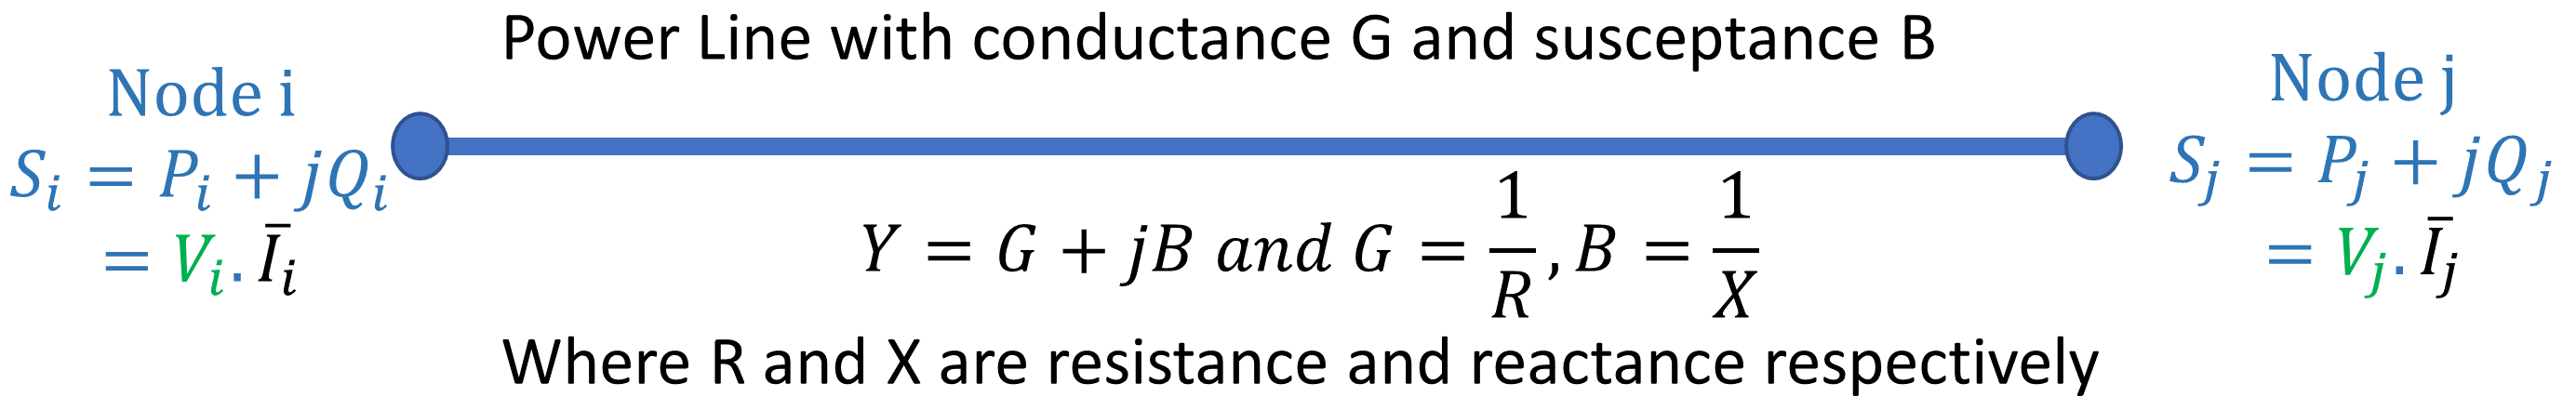 Power Line with conductance G and susceptance B
Node i
S_i = P_i + jQ_i
= V_i . Ī_i
Y = G + jB and G = 1/R , B = 1/X
Where R and X are resistance and reactance respectively
Node j
S_j = P_j + jQ_j
= V_j . Ī_j